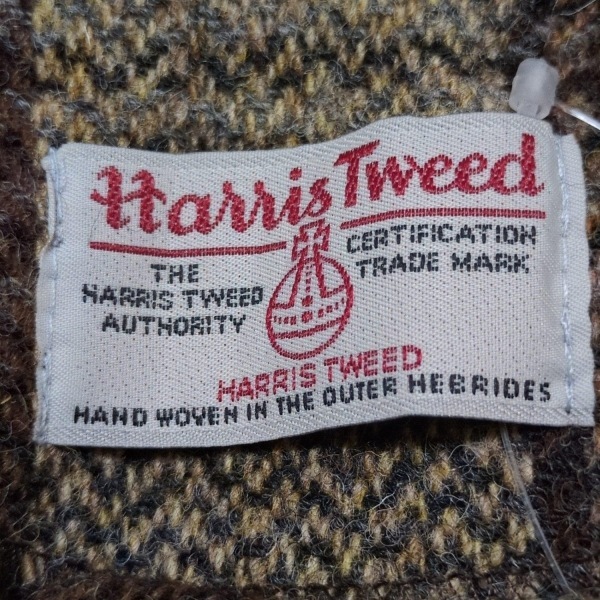 Harris Tweed
THE
HARRIS TWEED
AUTHORITY
CERTIFICATION
TRADE MARK
HARRIS TWEED
HAND WOVEN IN THE OUTER HEBRIDES